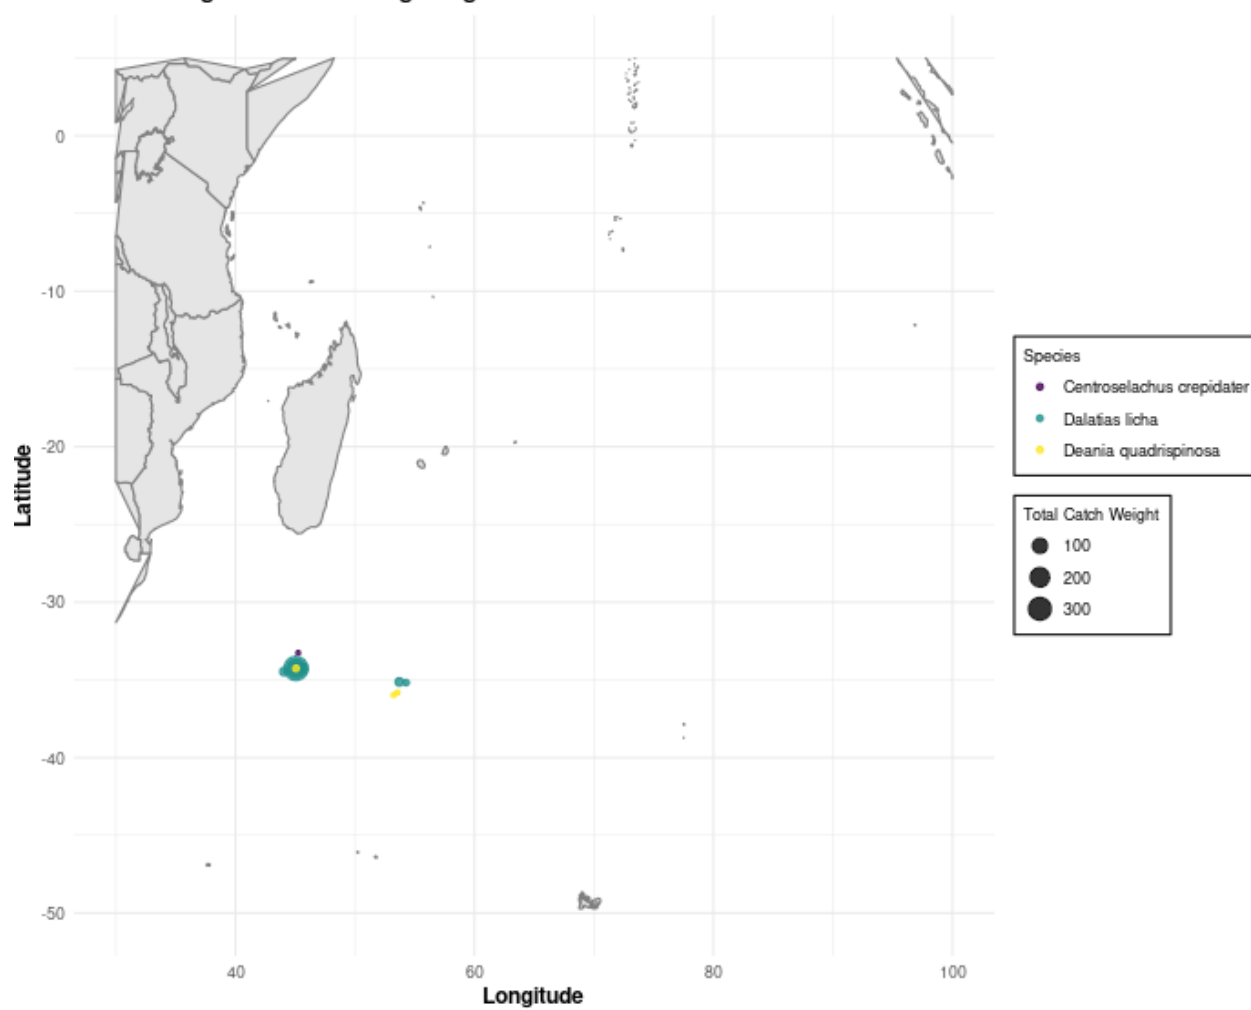 0
-10
-20
-30
-40
-50
Latitude
40
60
80
100
Longitude
Species
Centroselachus crepidater
Dalatias licha
Deania quadrispinosa
Total Catch Weight
100
200
300